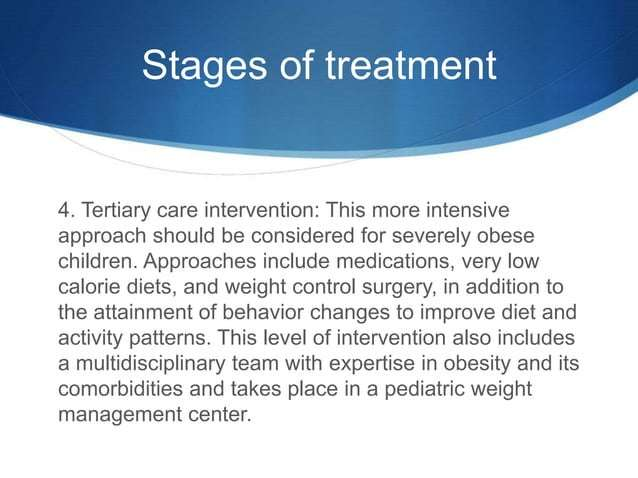 Stages of treatment
4. Tertiary care intervention: This more intensive
approach should be considered for severely obese
children. Approaches include medications, very low
calorie diets, and weight control surgery, in addition to
the attainment of behavior changes to improve diet and
activity patterns. This level of intervention also includes
a multidisciplinary team with expertise in obesity and its
comorbidities and takes place in a pediatric weight
management center.